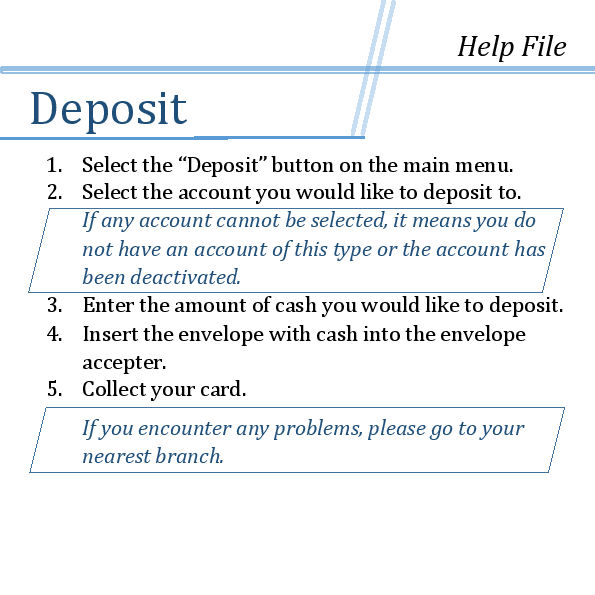 Help File
Deposit
1. Select the “Deposit” button on the main menu.
2. Select the account you would like to deposit to.
If any account cannot be selected, it means you do
not have an account of this type or the account has
been deactivated.
3. Enter the amount of cash you would like to deposit.
4. Insert the envelope with cash into the envelope
accepter.
5. Collect your card.
If you encounter any problems, please go to your
nearest branch.